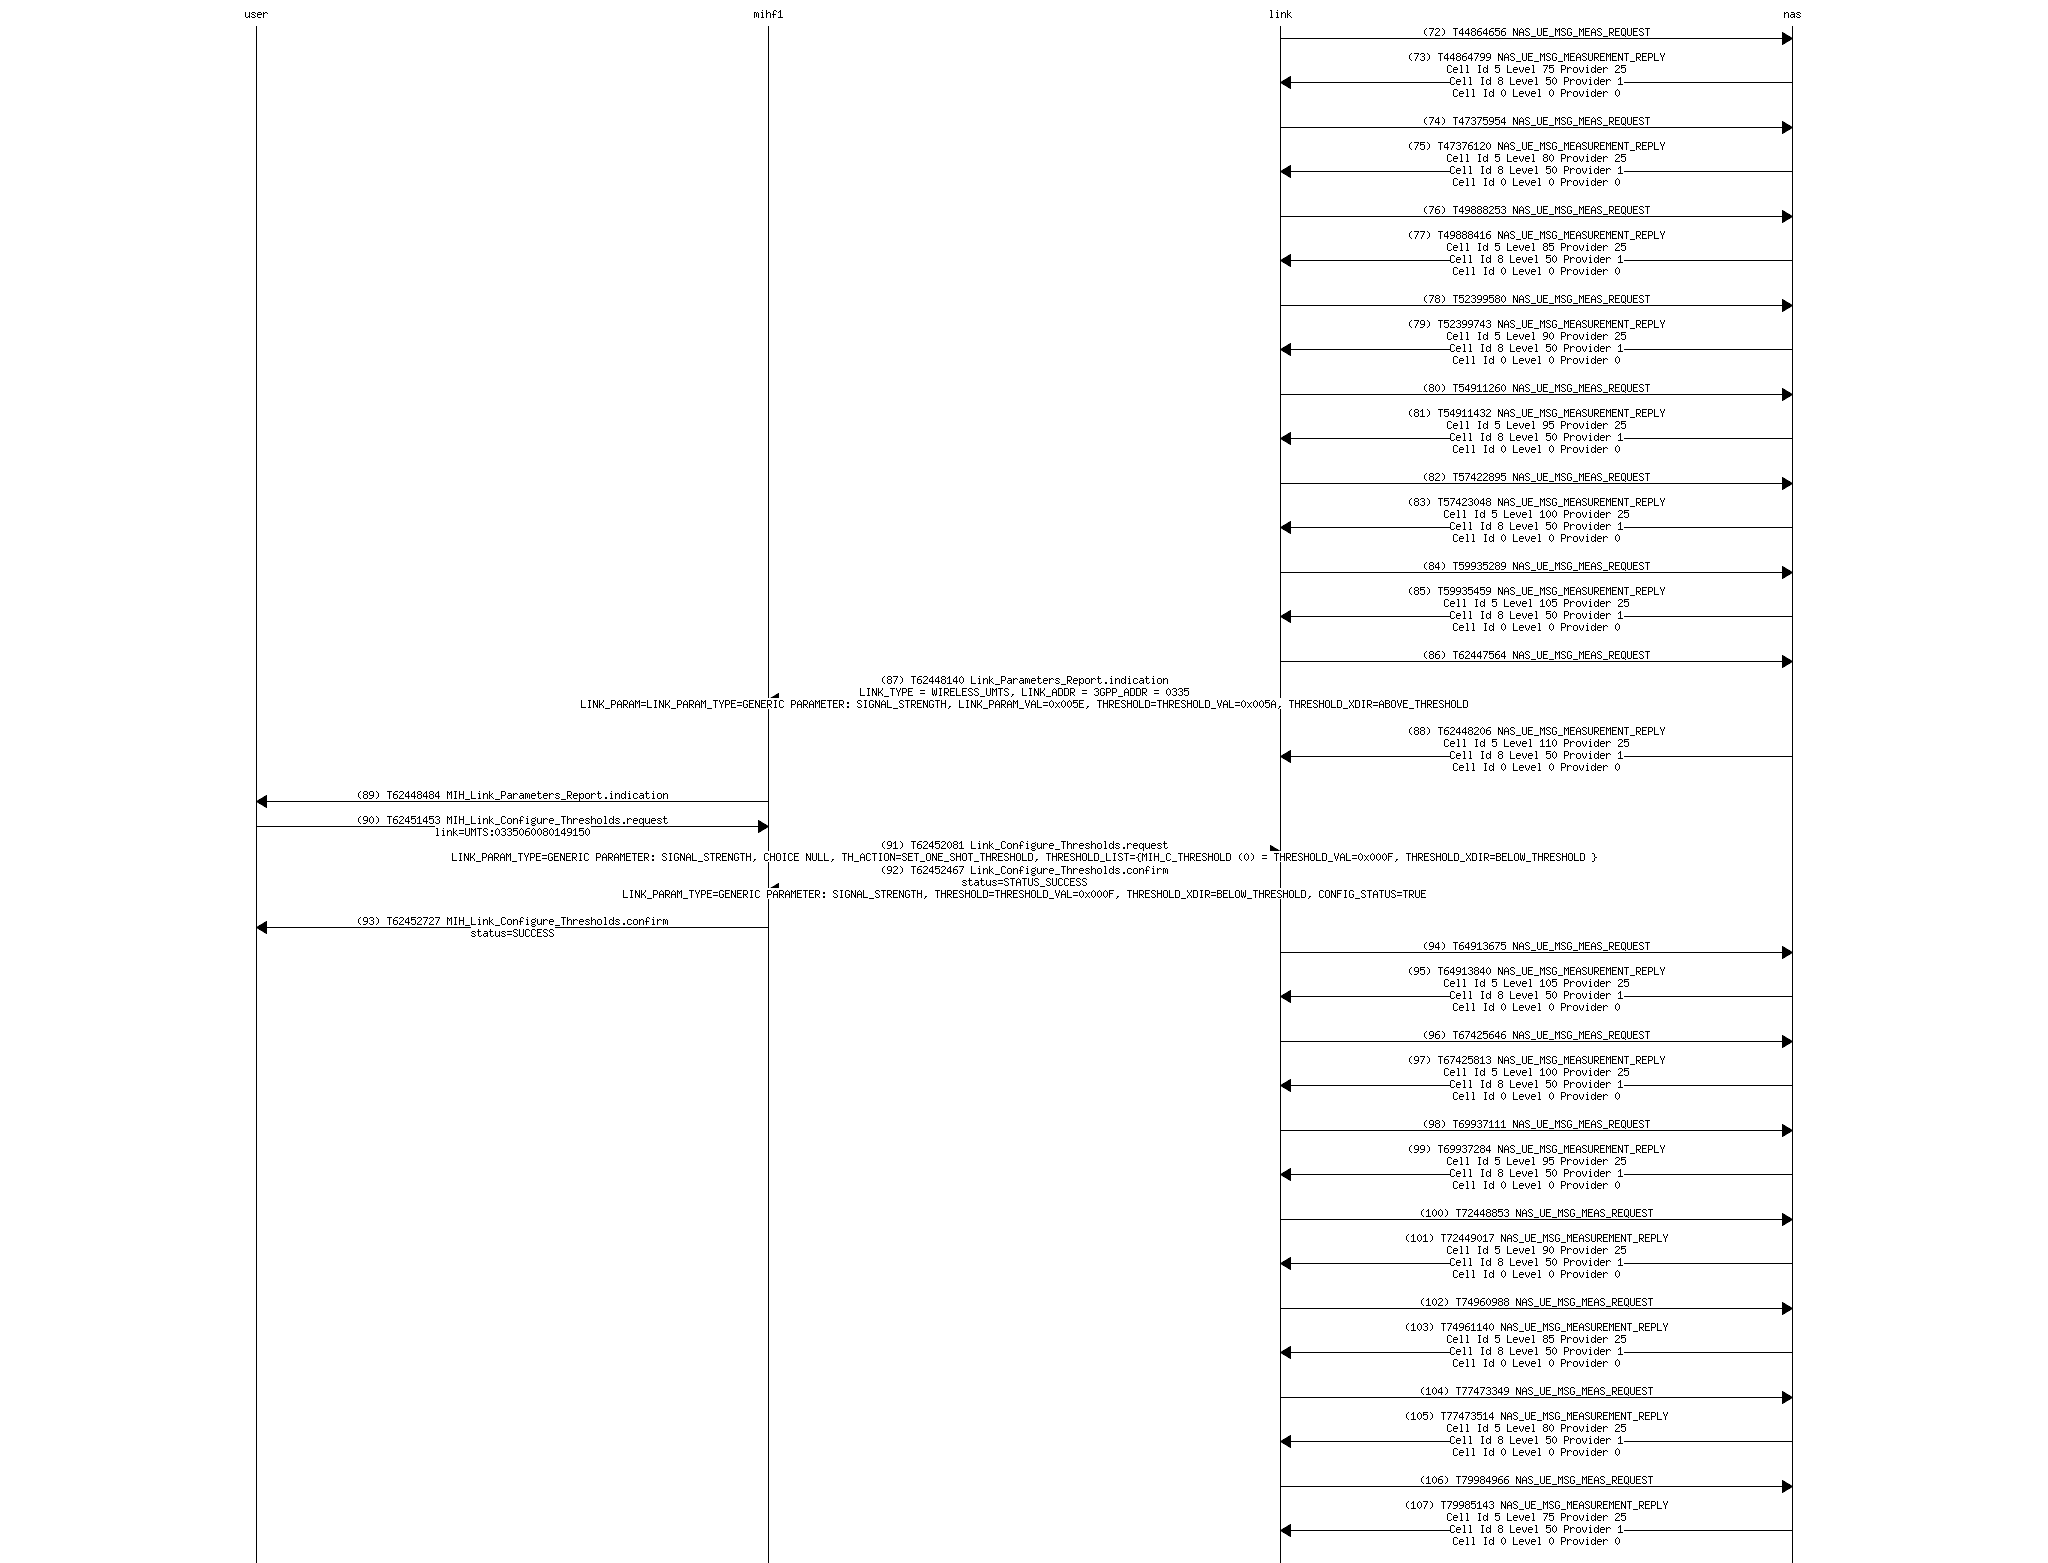 user
mihf1
link
nas
(72) T44864656 NAS_UE_MSG_MEAS_REQUEST
(73) T44864799 NAS_UE_MSG_MEASUREMENT_REPLY
Cell Id 5 Level 75 Provider 25
Cell Id 8 Level 50 Provider 1
Cell Id 0 Level 0 Provider 0
(74) T47375954 NAS_UE_MSG_MEAS_REQUEST
(75) T47376120 NAS_UE_MSG_MEASUREMENT_REPLY
Cell Id 5 Level 80 Provider 25
Cell Id 8 Level 50 Provider 1
Cell Id 0 Level 0 Provider 0
(76) T49888253 NAS_UE_MSG_MEAS_REQUEST
(77) T49888416 NAS_UE_MSG_MEASUREMENT_REPLY
Cell Id 5 Level 85 Provider 25
Cell Id 8 Level 50 Provider 1
Cell Id 0 Level 0 Provider 0
(78) T52399580 NAS_UE_MSG_MEAS_REQUEST
(79) T52399743 NAS_UE_MSG_MEASUREMENT_REPLY
Cell Id 5 Level 90 Provider 25
Cell Id 8 Level 50 Provider 1
Cell Id 0 Level 0 Provider 0
(80) T54911260 NAS_UE_MSG_MEAS_REQUEST
(81) T54911432 NAS_UE_MSG_MEASUREMENT_REPLY
Cell Id 5 Level 95 Provider 25
Cell Id 8 Level 50 Provider 1
Cell Id 0 Level 0 Provider 0
(82) T57422895 NAS_UE_MSG_MEAS_REQUEST
(83) T57423048 NAS_UE_MSG_MEASUREMENT_REPLY
Cell Id 5 Level 100 Provider 25
Cell Id 8 Level 50 Provider 1
Cell Id 0 Level 0 Provider 0
(84) T59935289 NAS_UE_MSG_MEAS_REQUEST
(85) T59935459 NAS_UE_MSG_MEASUREMENT_REPLY
Cell Id 5 Level 105 Provider 25
Cell Id 8 Level 50 Provider 1
Cell Id 0 Level 0 Provider 0
(86) T62447564 NAS_UE_MSG_MEAS_REQUEST
(87) T62448140 Link_Parameters_Report.indication
LINK_TYPE = WIRELESS_UMTS, LINK_ADDR = 3GPP_ADDR = 0335
LINK_PARAM=LINK_PARAM_TYPE=GENERIC PARAMETER: SIGNAL_STRENGTH, LINK_PARAM_VAL=0x005E, THRESHOLD=THRESHOLD_VAL=0x005A, THRESHOLD_XDIR=ABOVE_THRESHOLD
(88) T62448206 NAS_UE_MSG_MEASUREMENT_REPLY
Cell Id 5 Level 110 Provider 25
Cell Id 8 Level 50 Provider 1
Cell Id 0 Level 0 Provider 0
(89) T62448484 MIH_Link_Parameters_Report.indication
(90) T62451453 MIH_Link_Configure_Thresholds.request
link=UMTS:0335060080149150
(91) T62452081 Link_Configure_Thresholds.request
LINK_PARAM_TYPE=GENERIC PARAMETER: SIGNAL_STRENGTH, CHOICE NULL, TH_ACTION=SET_ONE_SHOT_THRESHOLD, THRESHOLD_LIST={MIH_C_THRESHOLD (0) = THRESHOLD_VAL=0x000F, THRESHOLD_XDIR=BELOW_THRESHOLD }
(92) T62452467 Link_Configure_Thresholds.confirm
status=STATUS_SUCCESS
LINK_PARAM_TYPE=GENERIC PARAMETER: SIGNAL_STRENGTH, THRESHOLD=THRESHOLD_VAL=0x000F, THRESHOLD_XDIR=BELOW_THRESHOLD, CONFIG_STATUS=TRUE
(93) T62452727 MIH_Link_Configure_Thresholds.confirm
status=SUCCESS
(94) T64913675 NAS_UE_MSG_MEAS_REQUEST
(95) T64913840 NAS_UE_MSG_MEASUREMENT_REPLY
Cell Id 5 Level 105 Provider 25
Cell Id 8 Level 50 Provider 1
Cell Id 0 Level 0 Provider 0
(96) T67425646 NAS_UE_MSG_MEAS_REQUEST
(97) T67425813 NAS_UE_MSG_MEASUREMENT_REPLY
Cell Id 5 Level 100 Provider 25
Cell Id 8 Level 50 Provider 1
Cell Id 0 Level 0 Provider 0
(98) T69937111 NAS_UE_MSG_MEAS_REQUEST
(99) T69937284 NAS_UE_MSG_MEASUREMENT_REPLY
Cell Id 5 Level 95 Provider 25
Cell Id 8 Level 50 Provider 1
Cell Id 0 Level 0 Provider 0
(100) T72448853 NAS_UE_MSG_MEAS_REQUEST
(101) T72449017 NAS_UE_MSG_MEASUREMENT_REPLY
Cell Id 5 Level 90 Provider 25
Cell Id 8 Level 50 Provider 1
Cell Id 0 Level 0 Provider 0
(102) T74960988 NAS_UE_MSG_MEAS_REQUEST
(103) T74961140 NAS_UE_MSG_MEASUREMENT_REPLY
Cell Id 5 Level 85 Provider 25
Cell Id 8 Level 50 Provider 1
Cell Id 0 Level 0 Provider 0
(104) T77473349 NAS_UE_MSG_MEAS_REQUEST
(105) T77473514 NAS_UE_MSG_MEASUREMENT_REPLY
Cell Id 5 Level 80 Provider 25
Cell Id 8 Level 50 Provider 1
Cell Id 0 Level 0 Provider 0
(106) T79984966 NAS_UE_MSG_MEAS_REQUEST
(107) T79985143 NAS_UE_MSG_MEASUREMENT_REPLY
Cell Id 5 Level 75 Provider 25
Cell Id 8 Level 50 Provider 1
Cell Id 0 Level 0 Provider 0